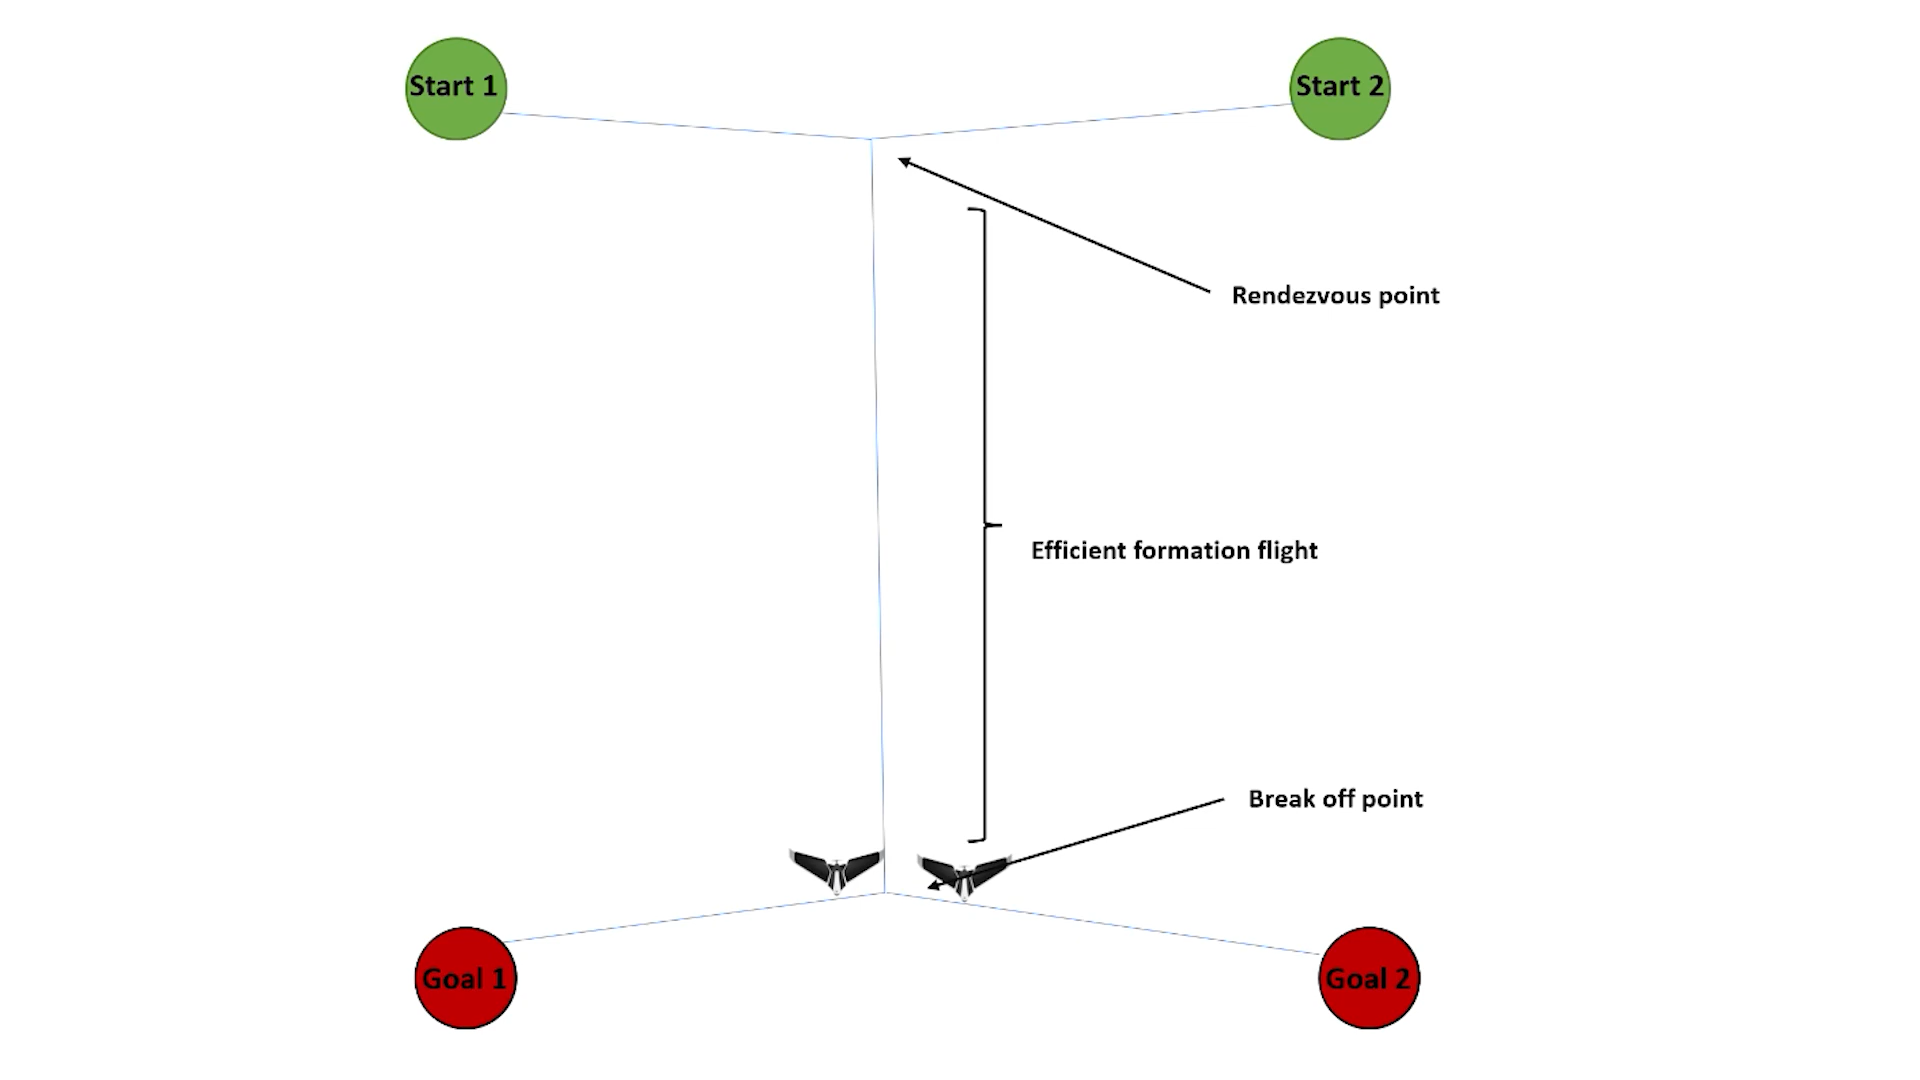 Start 1
Start 2
Rendezvous point
Efficient formation flight
Break off point
Goal 1
Goal 2